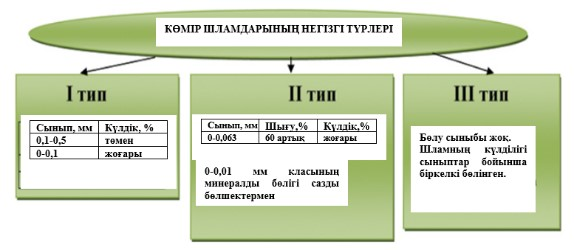 КӨМІР ШЛАМДАРЫНЫҢ НЕГІЗГІ ТҮРЛЕРІ
I тип
Сынып, мм Күлдік, %
0,1-0,5 төмен
0-0,1 жоғары
II тип
Сынып, мм Шығу,% Күлдік,%
0-0,063 60 артық жоғары
0-0,01 мм класының
минералды бөлігі сазды
бөлшектермен
III тип
Бөлу сыныбы жоқ.
Шламның күлділігі
сыныптар бойынша
біркелкі бөлінген.